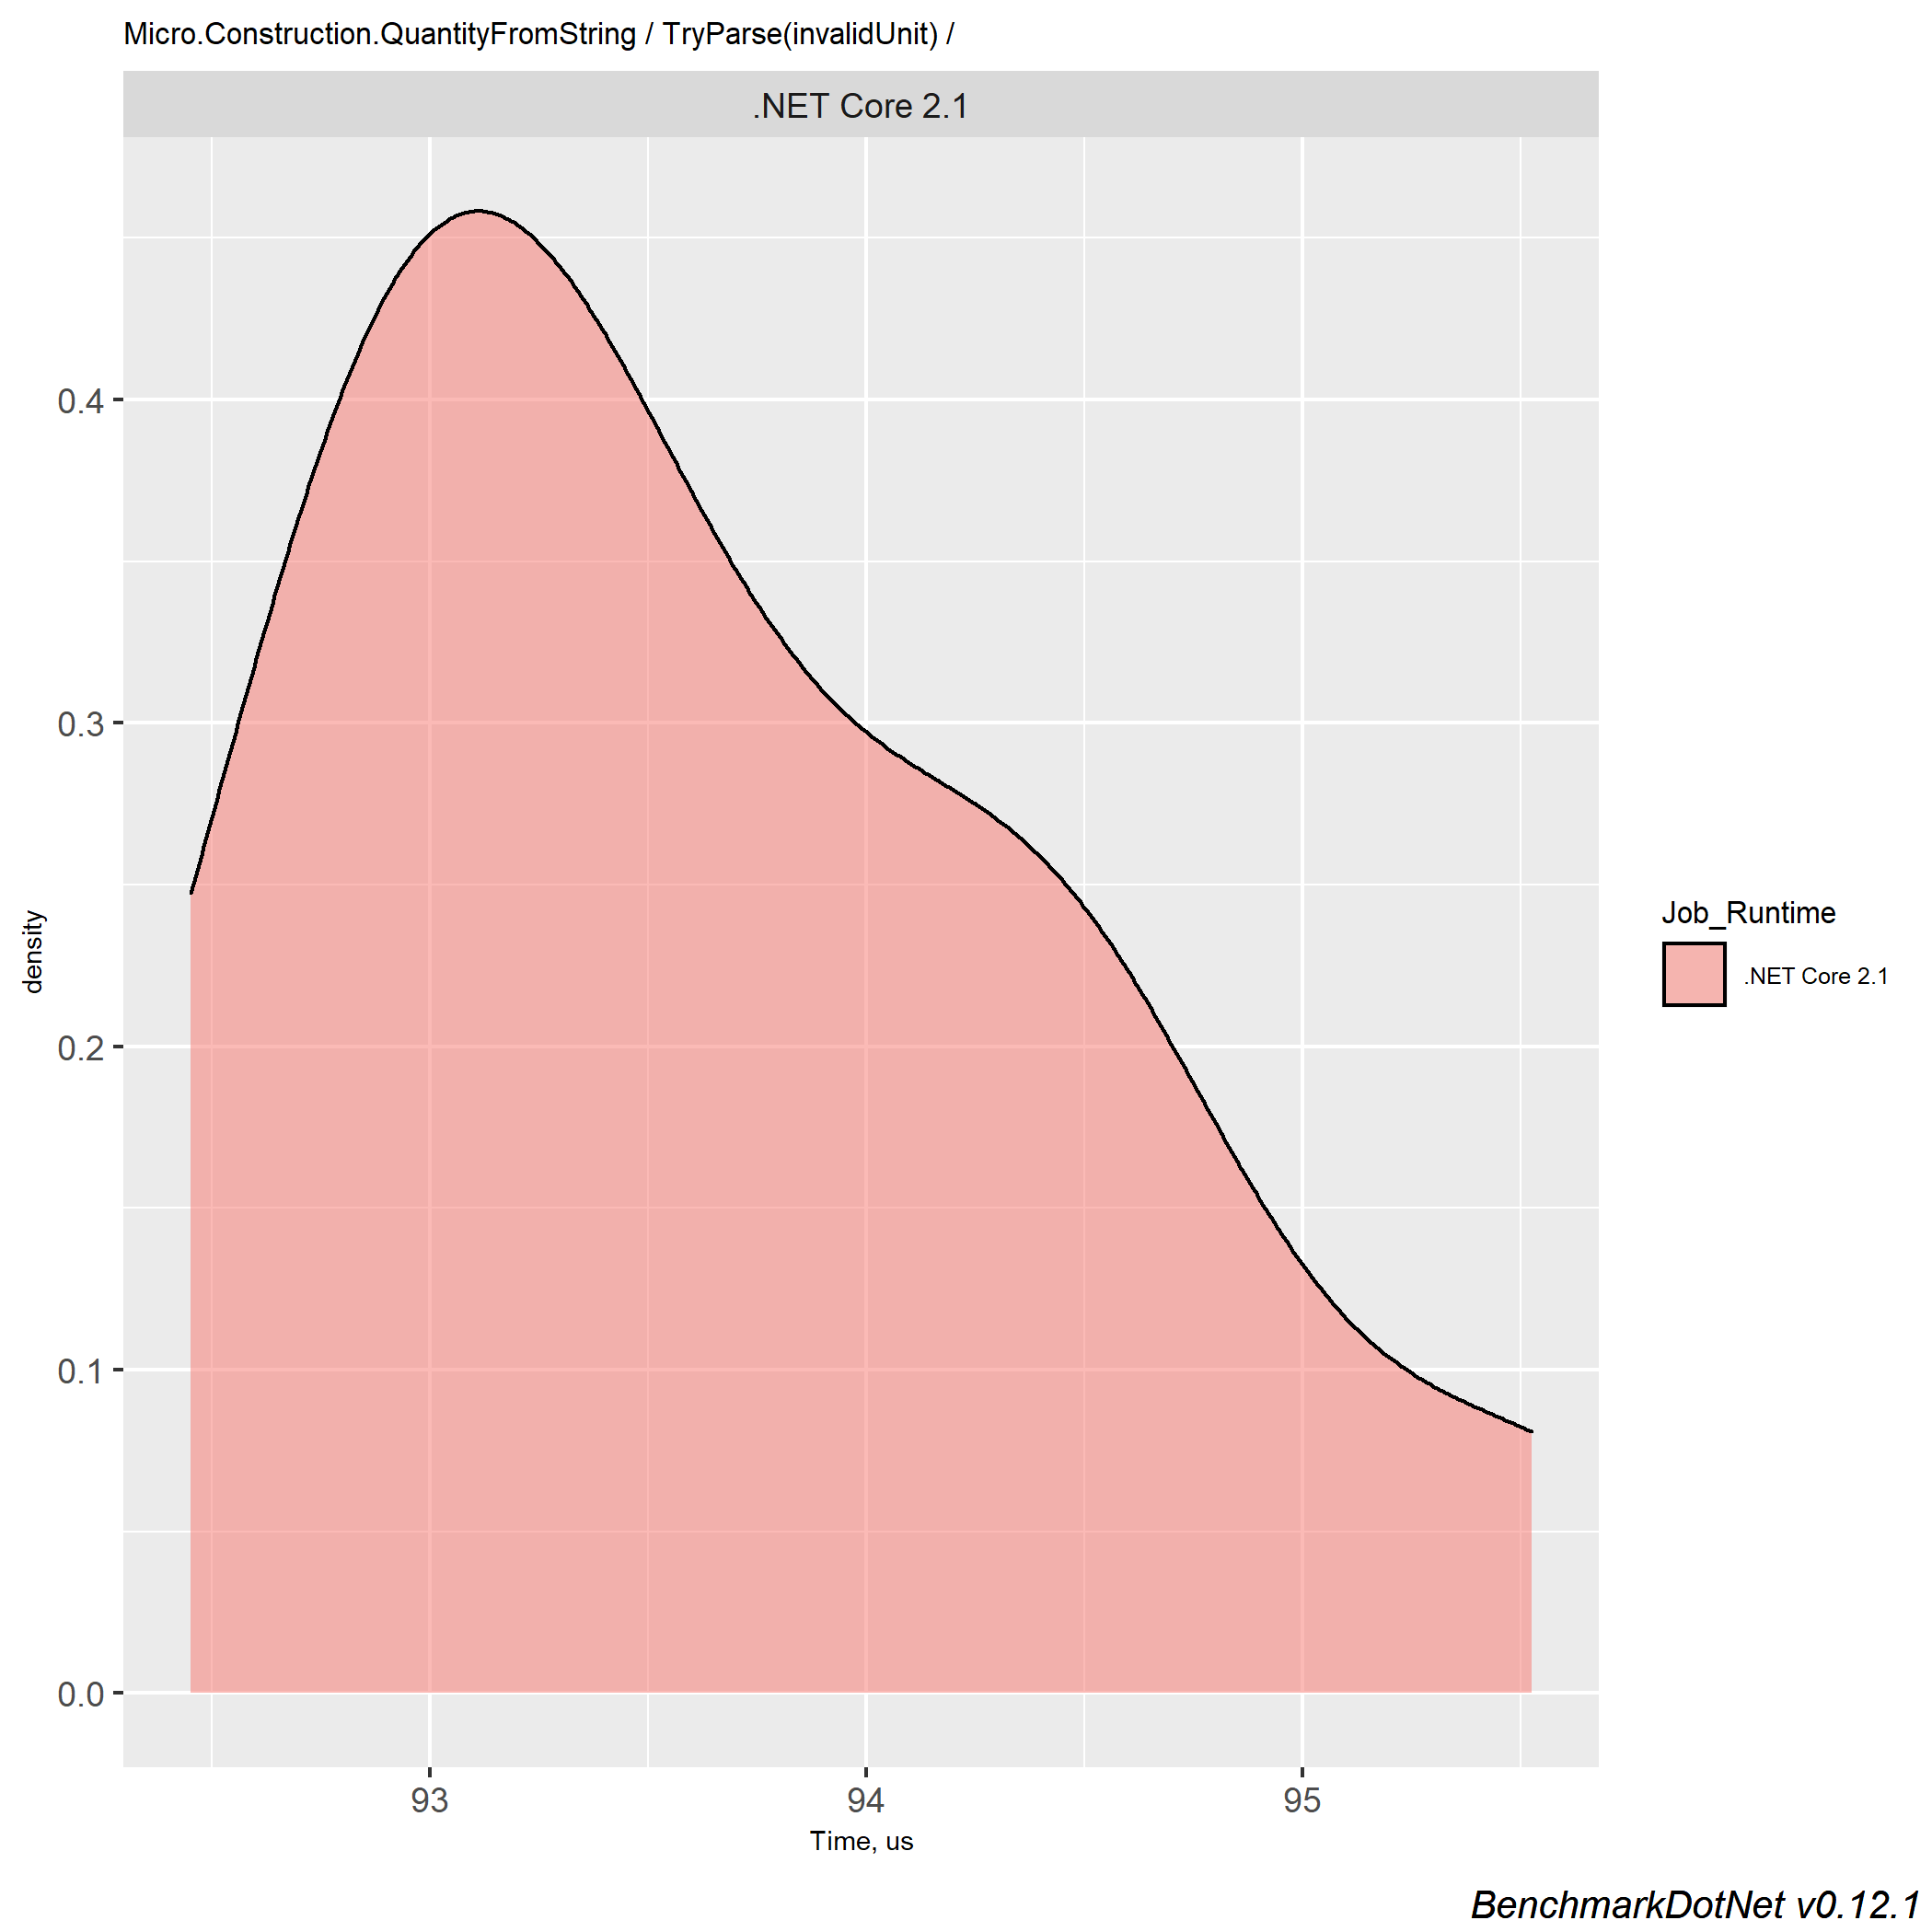 Micro.Construction.QuantityFromString / TryParse(invalidUnit) /
.NET Core 2.1
0.4
0.3
0.2
0.1
0.0
density
93
94
95
Time, us
Job_Runtime
.NET Core 2.1
BenchmarkDotNet v0.12.1